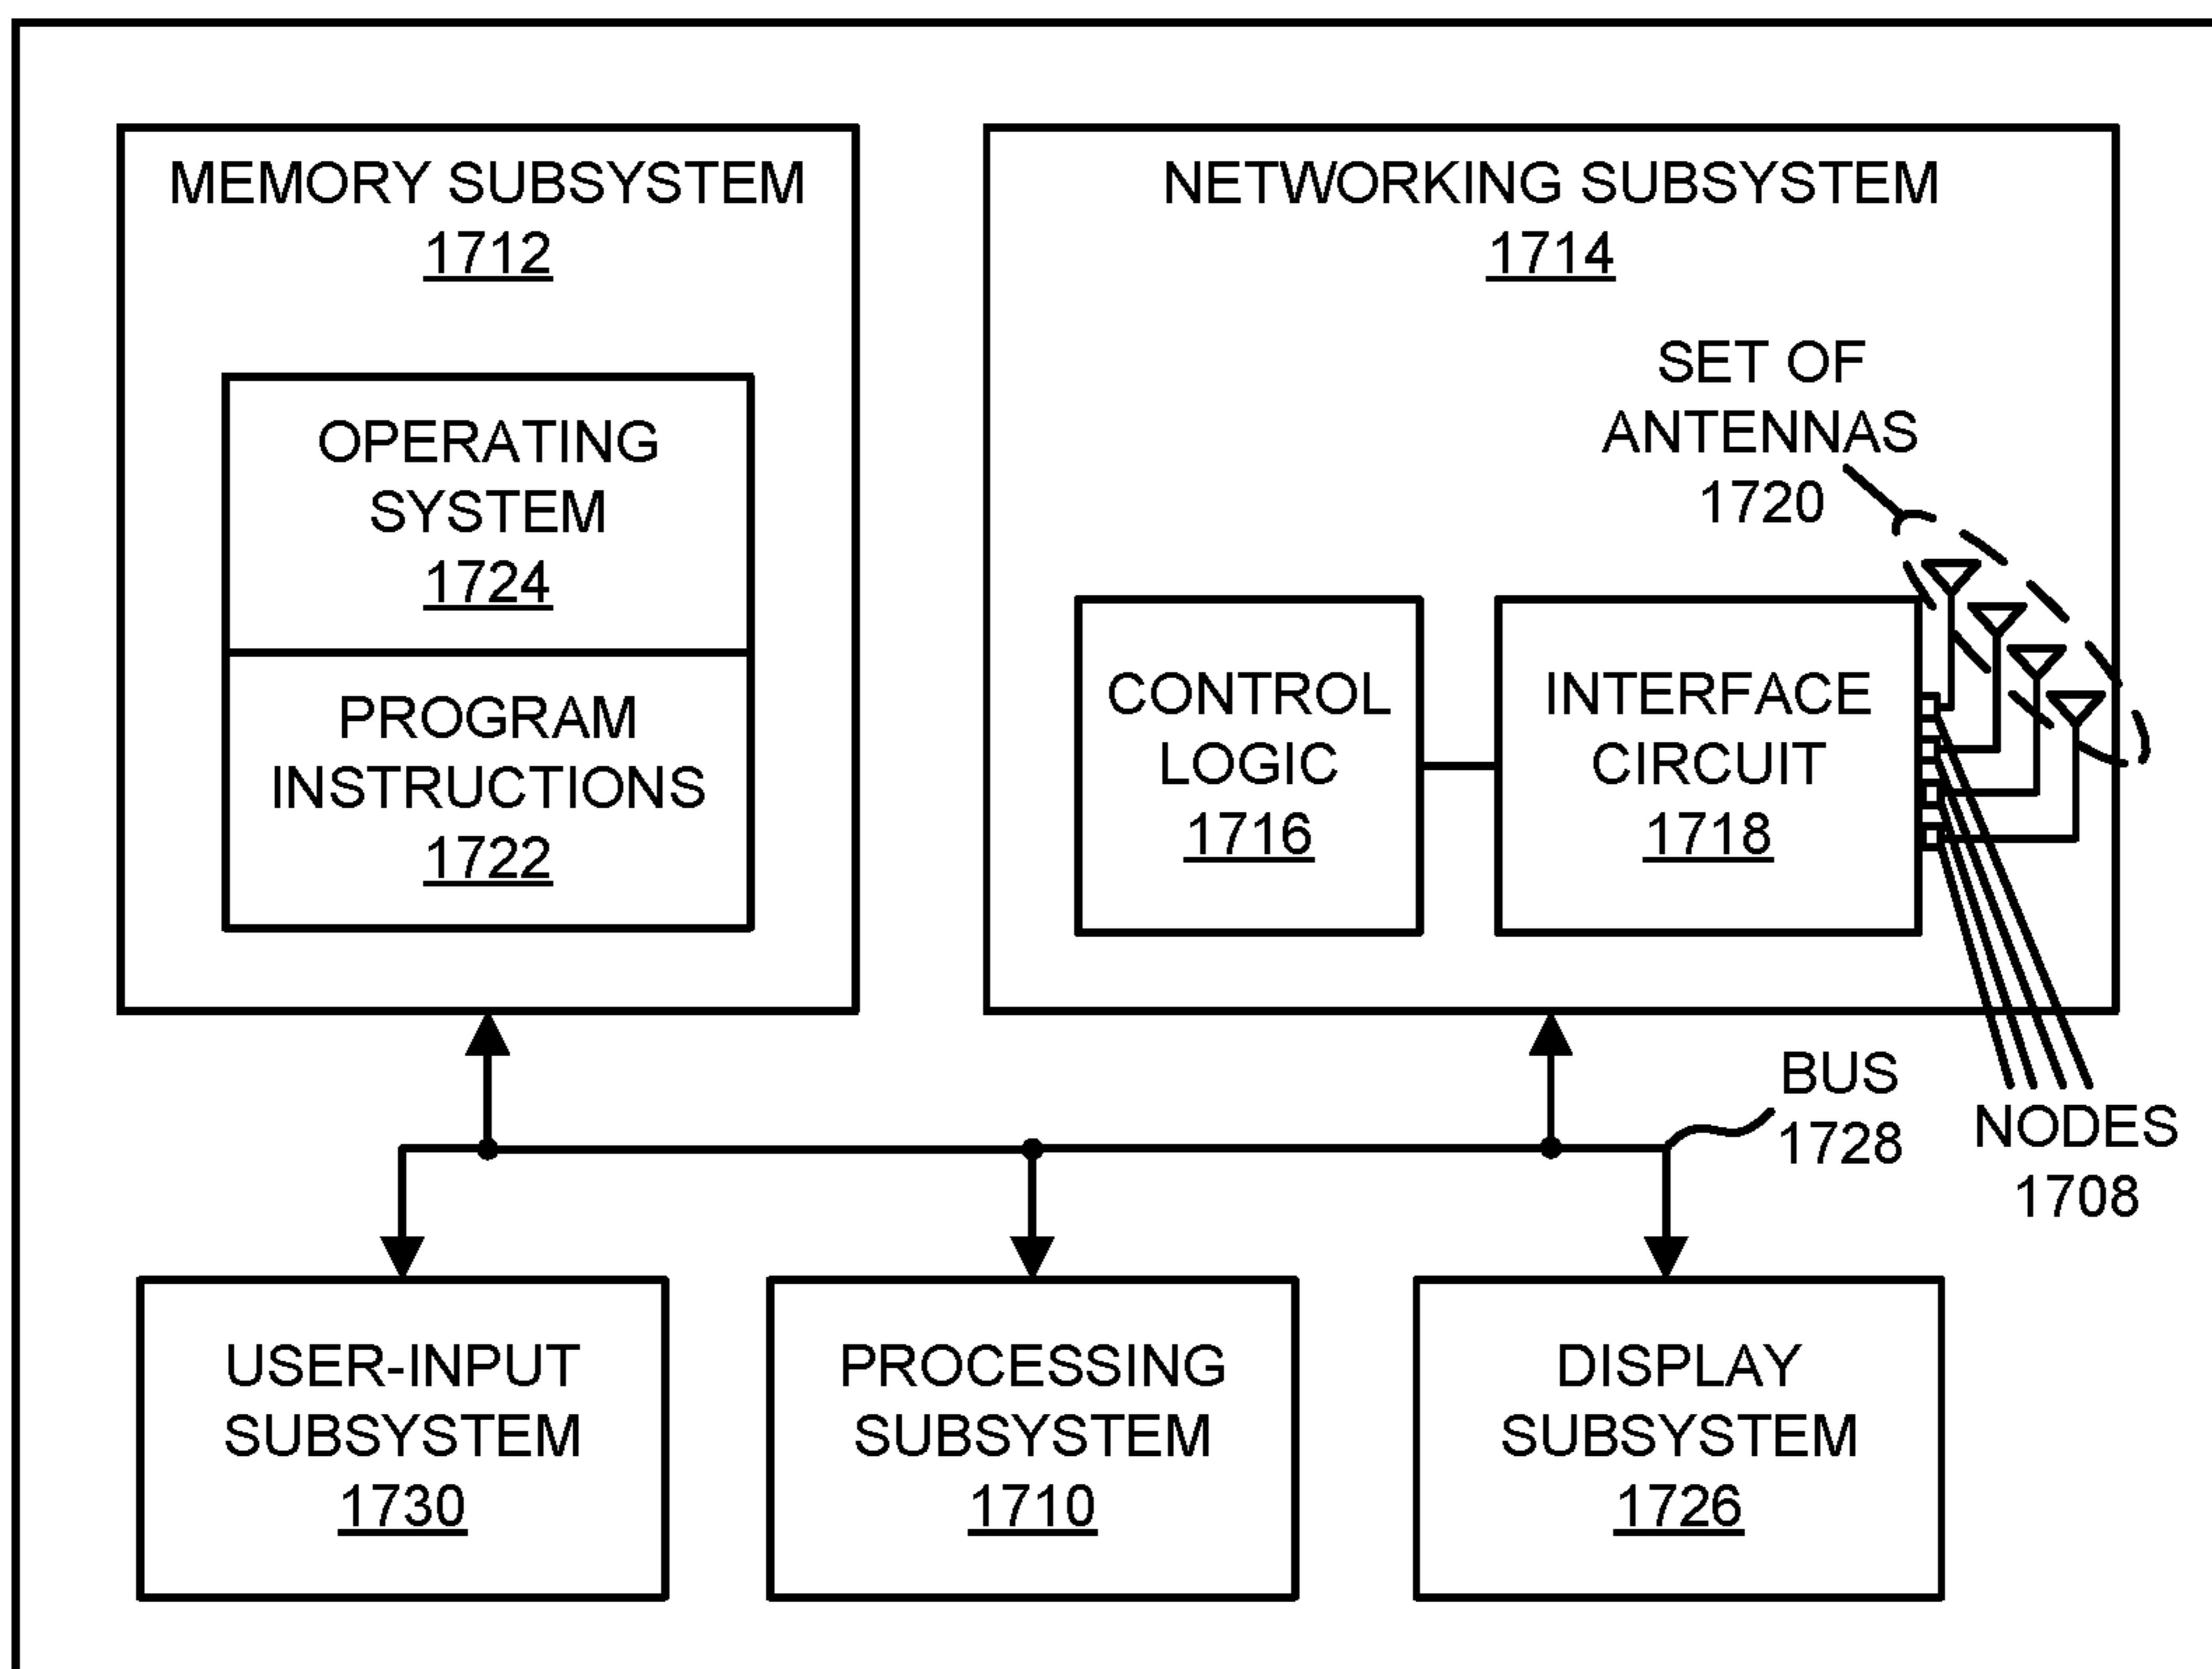 MEMORY SUBSYSTEM
1712
OPERATING
SYSTEM
1724
PROGRAM
INSTRUCTIONS
1722
NETWORKING SUBSYSTEM
1714
SET OF
ANTENNAS
1720
CONTROL
LOGIC
1716
INTERFACE
CIRCUIT
1718
BUS
1728
NODES
1708
USER-INPUT
SUBSYSTEM
1730
PROCESSING
SUBSYSTEM
1710
DISPLAY
SUBSYSTEM
1726